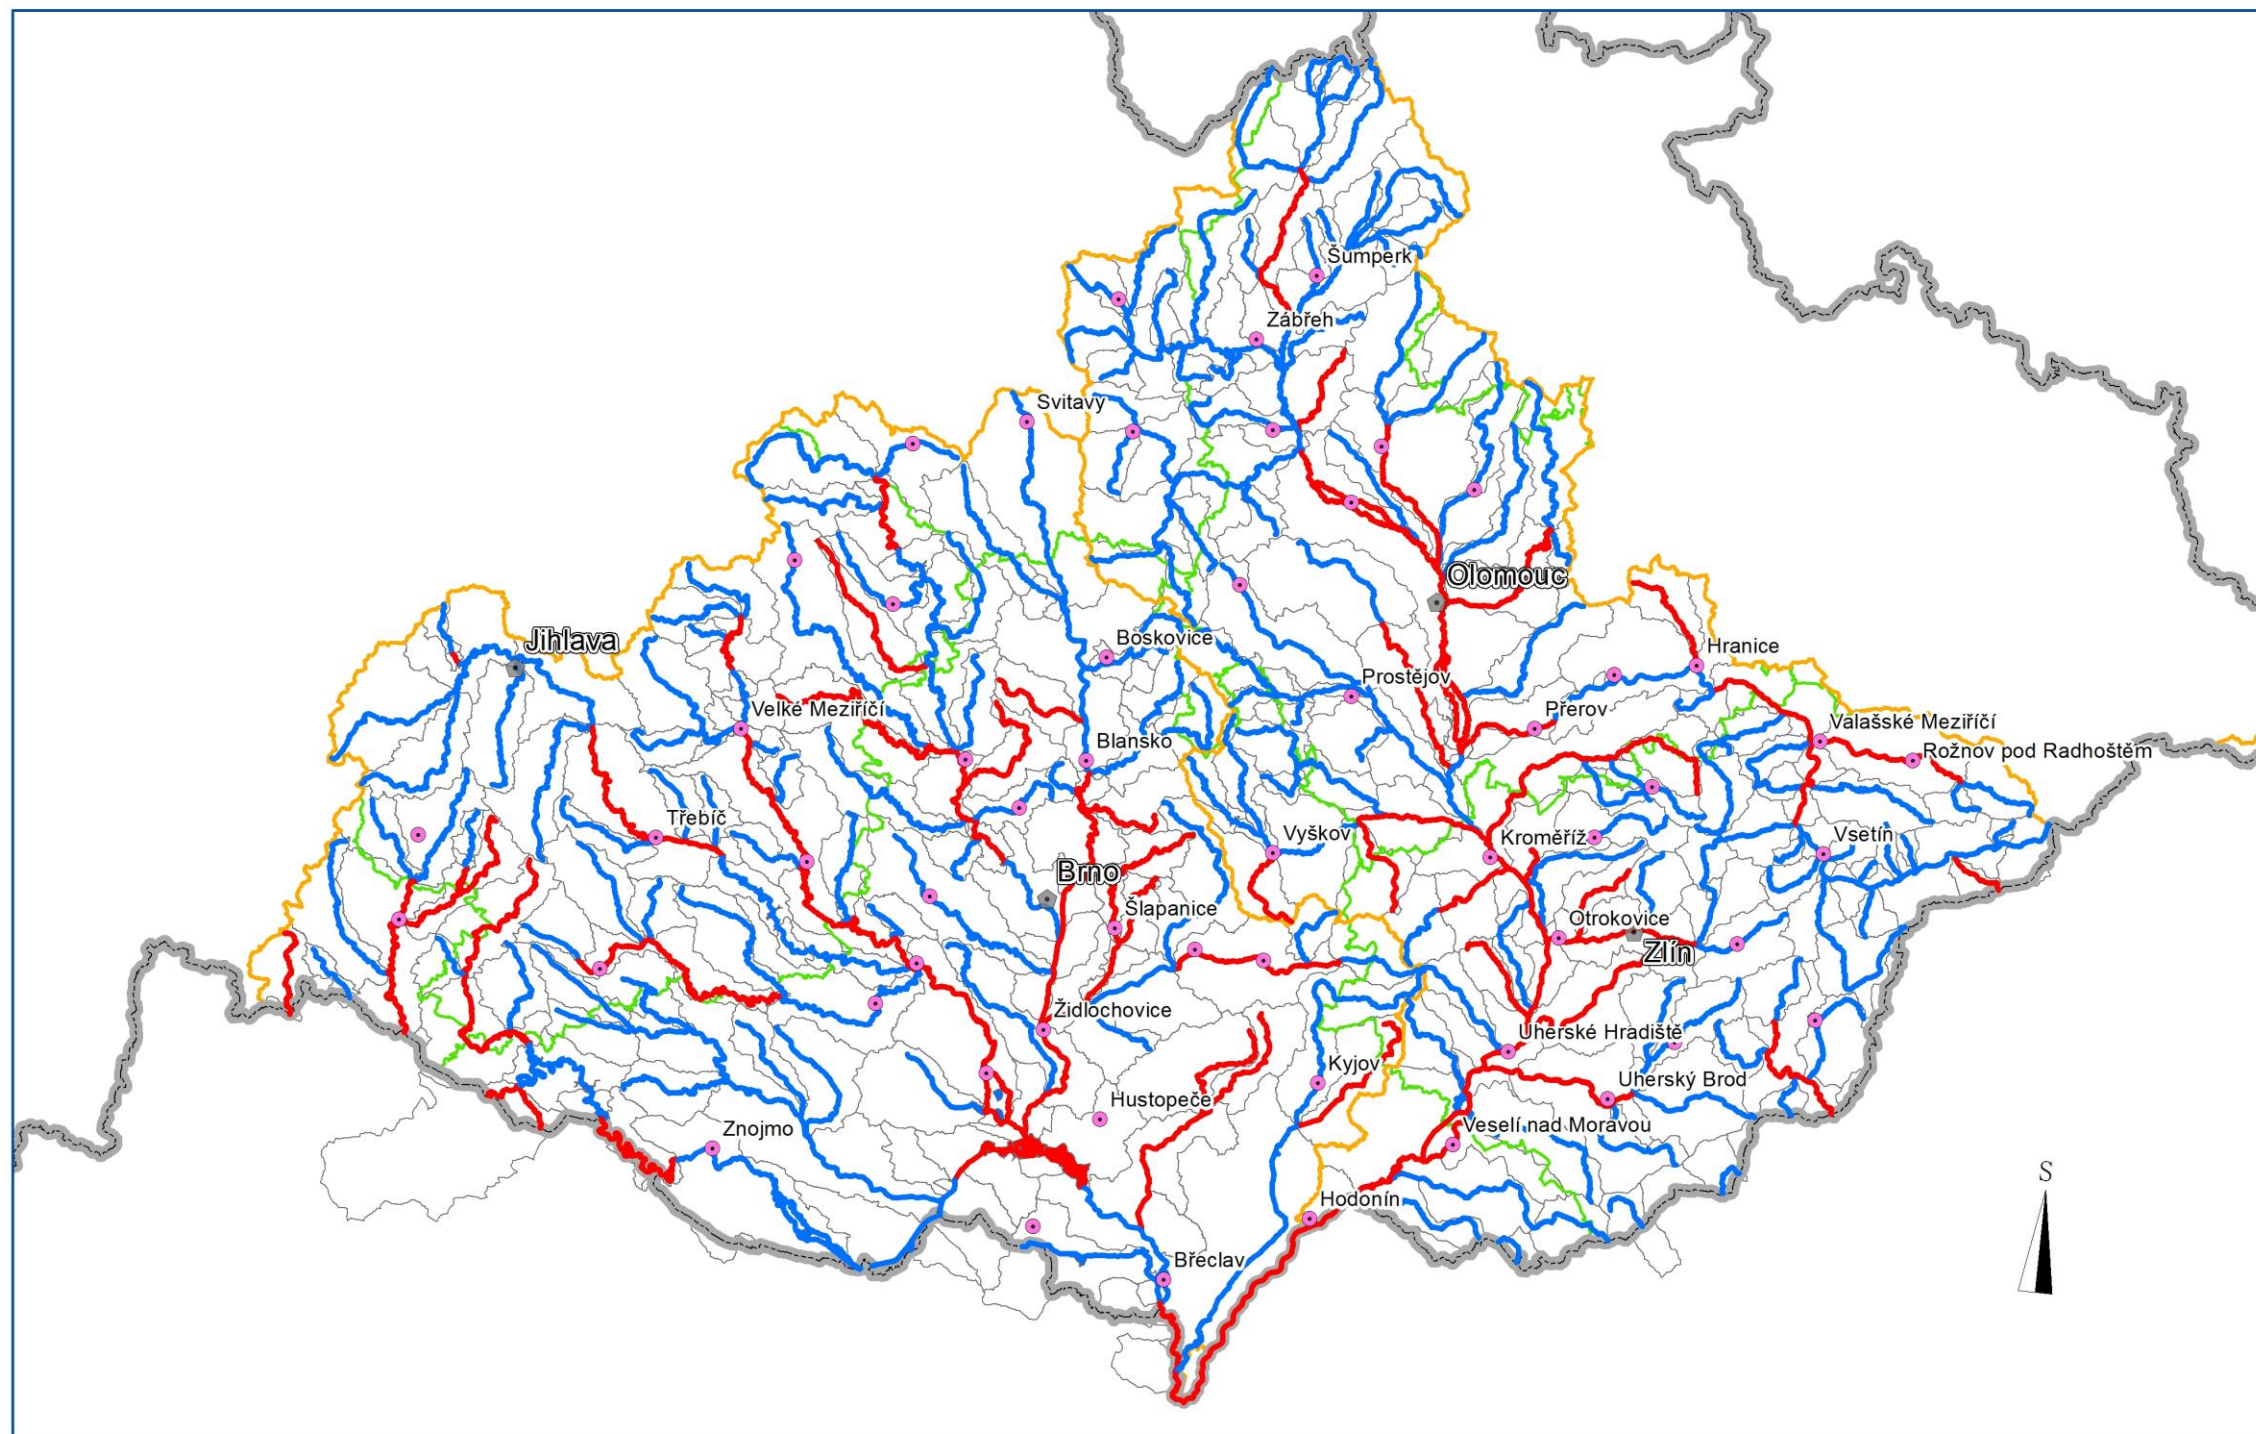 Šumperk
Zábřeh
Svitavy
Olomouc
Jihlava
Boskovice
Hranice
Prostějov
Velké Meziříčí
Přerov
Valašské Meziříčí
Blansko
Rožnov pod Radhoštěm
Třebíč
Vyškov
Kroměříž
Vsetín
Brno
Šlapanice
Otrokovice
Zlín
Židlochovice
Uherské Hradiště
Kyjov
Uherský Brod
Hustopeče
Veselí nad Moravou
Znojmo
S
Hodonín
Břeclav